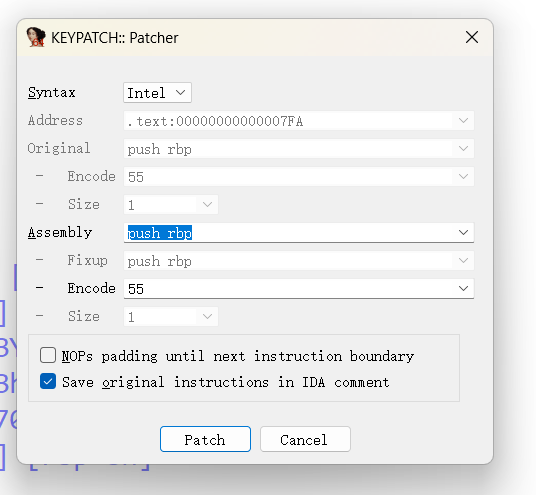 KEYPATCH:: Patcher
Syntax Intel
Address .text:00000000000007FA
Original push rbp
- Encode 55
- Size 1
Assembly push rbp
- Fixup push rbp
- Encode 55
- Size 1
NOPs padding until next instruction boundary
Save original instructions in IDA comment
Patch Cancel